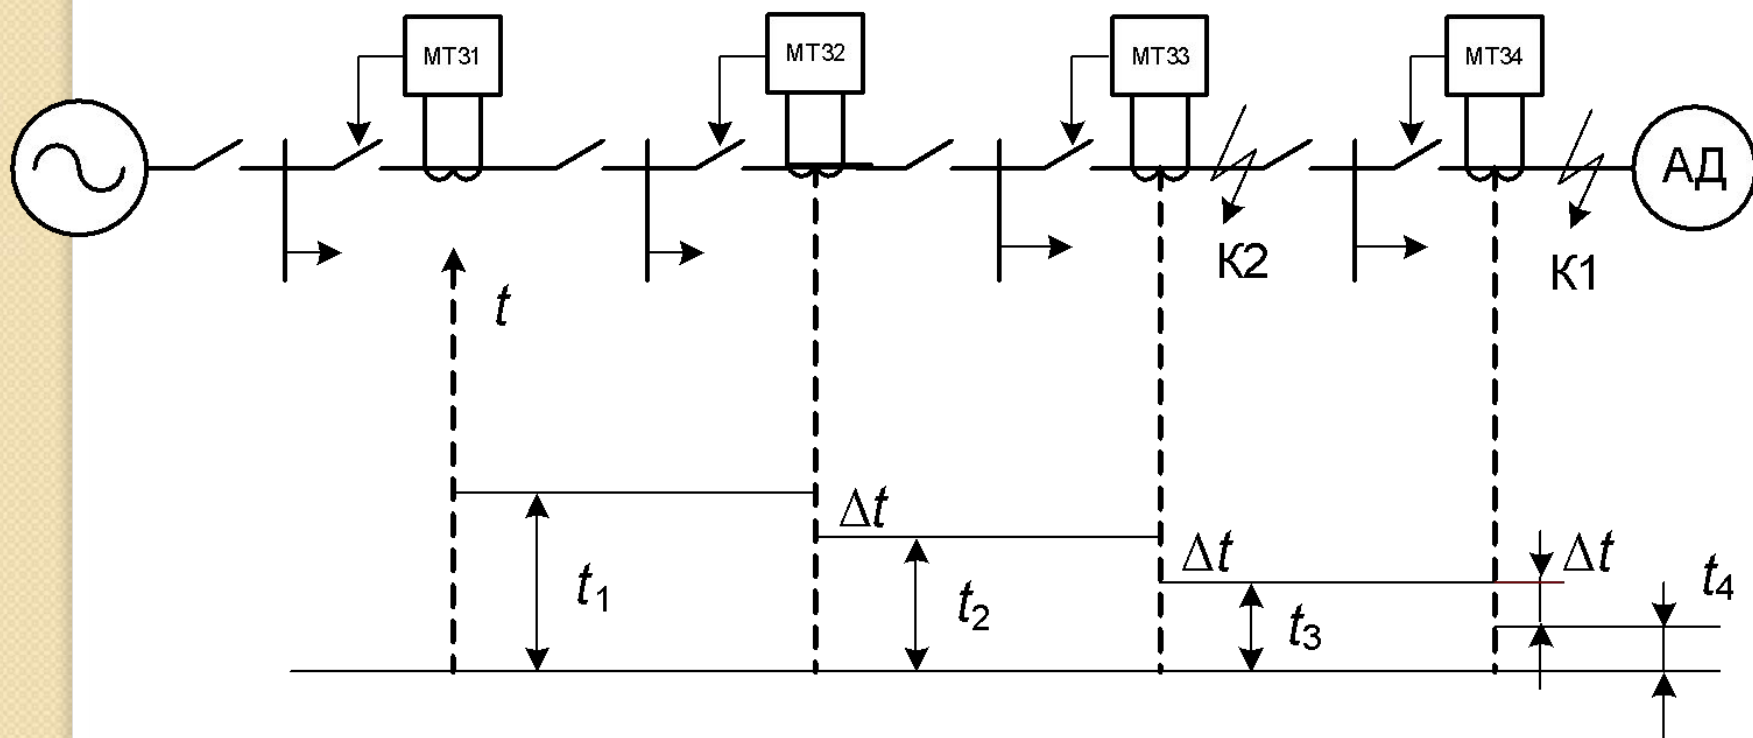 МТЗ1 МТЗ2 МТЗ3 МТЗ4
АД
К2 К1
t
Δt
Δt Δt
t1 t2 t3 t4